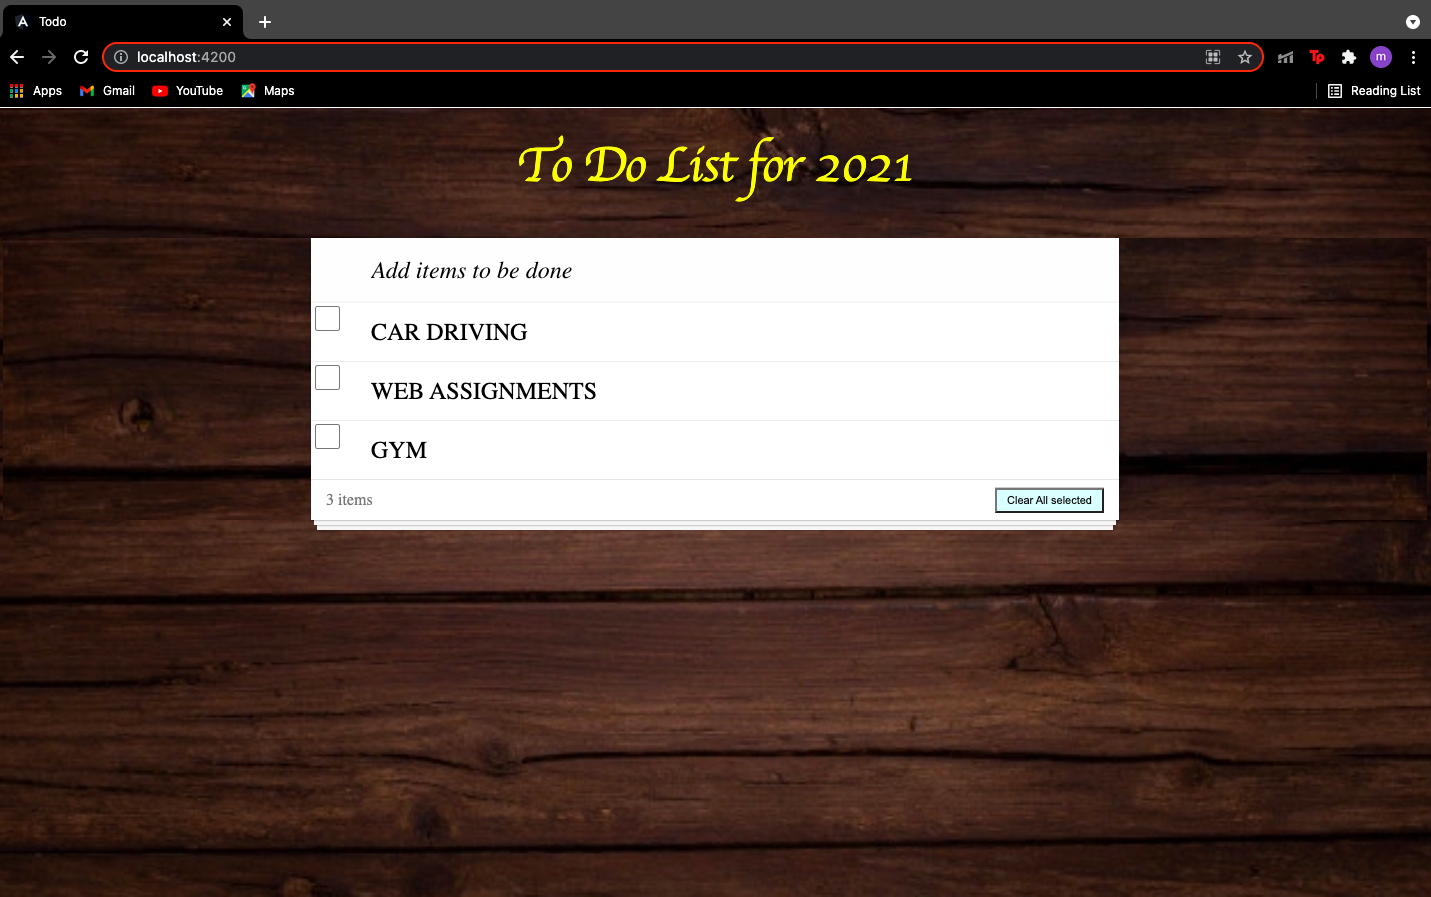 Todo
localhost:4200
Tp
m
Apps
Gmail
YouTube
Maps
Reading List
To Do List for 2021
Add items to be done
CAR DRIVING
WEB ASSIGNMENTS
GYM
3 items
Clear All selected